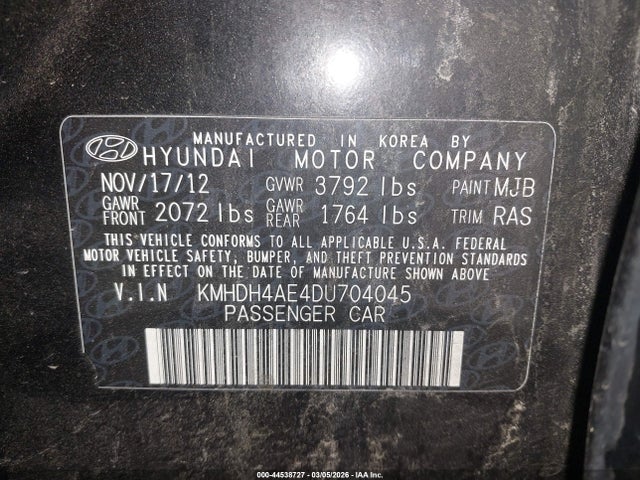 MANUFACTURED IN KOREA BY
HYUNDAI MOTOR COMPANY
NOV/17/12 GVWR 3792 lbs PAINT MJB
GAWR FRONT 2072 lbs GAWR REAR 1764 lbs TRIM RAS
THIS VEHICLE CONFORMS TO ALL APPLICABLE U.S.A. FEDERAL
MOTOR VEHICLE SAFETY, BUMPER, AND THEFT PREVENTION STANDARDS
IN EFFECT ON THE DATE OF MANUFACTURE SHOWN ABOVE
V.I.N KMHDH4AE4DU704045
PASSENGER CAR
000-44538727 - 03/05/2026 - IAA Inc.